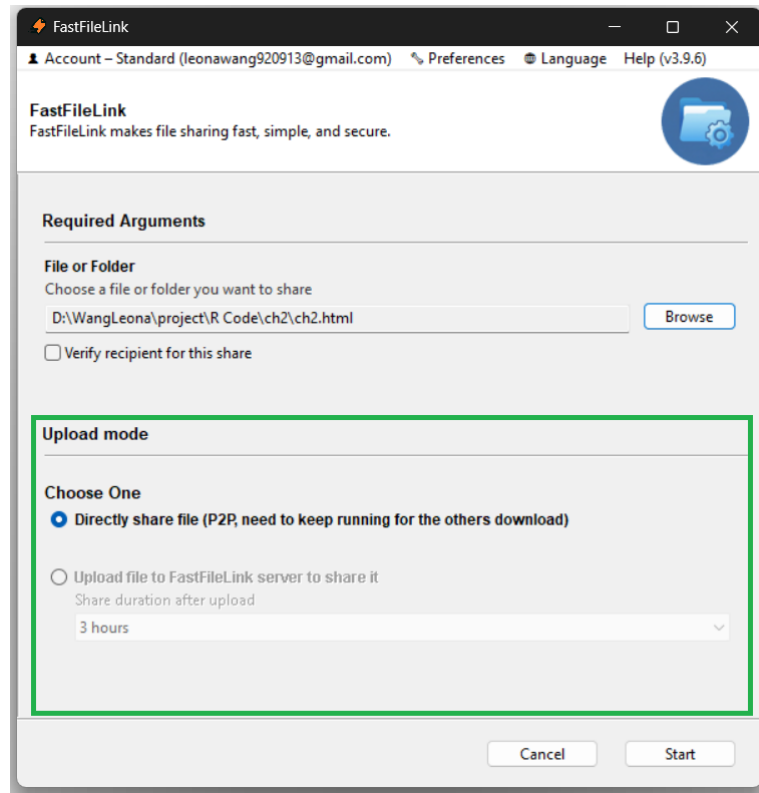 FastFileLink
Account – Standard (leonawang920913@gmail.com) Preferences Language Help (v3.9.6)
FastFileLink
FastFileLink makes file sharing fast, simple, and secure.
Required Arguments
File or Folder
Choose a file or folder you want to share
D:\WangLeona\project\R Code\ch2\ch2.html Browse
Verify recipient for this share
Upload mode
Choose One
Directly share file (P2P, need to keep running for the others download)
Upload file to FastFileLink server to share it
Share duration after upload
3 hours
Cancel Start